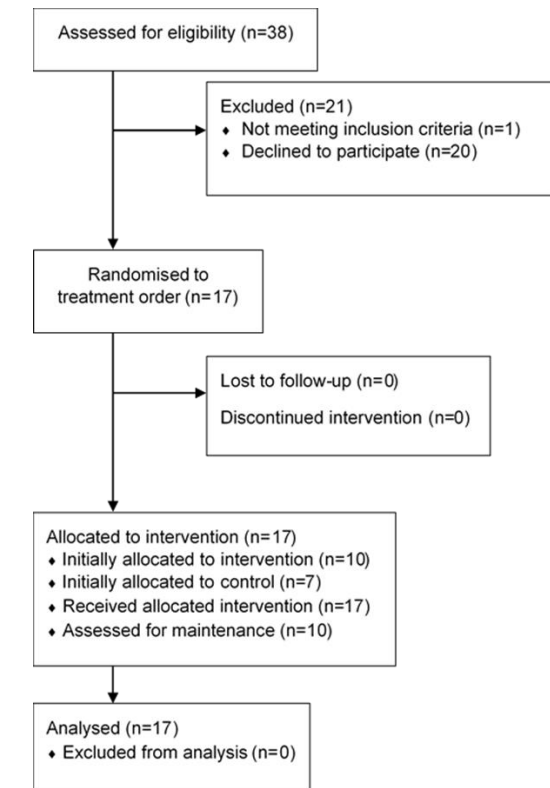 Assessed for eligibility (n=38)
Excluded (n=21)
♦ Not meeting inclusion criteria (n=1)
♦ Declined to participate (n=20)
Randomised to
treatment order (n=17)
Lost to follow-up (n=0)
Discontinued intervention (n=0)
Allocated to intervention (n=17)
♦ Initially allocated to intervention (n=10)
♦ Initially allocated to control (n=7)
♦ Received allocated intervention (n=17)
♦ Assessed for maintenance (n=10)
Analysed (n=17)
♦ Excluded from analysis (n=0)